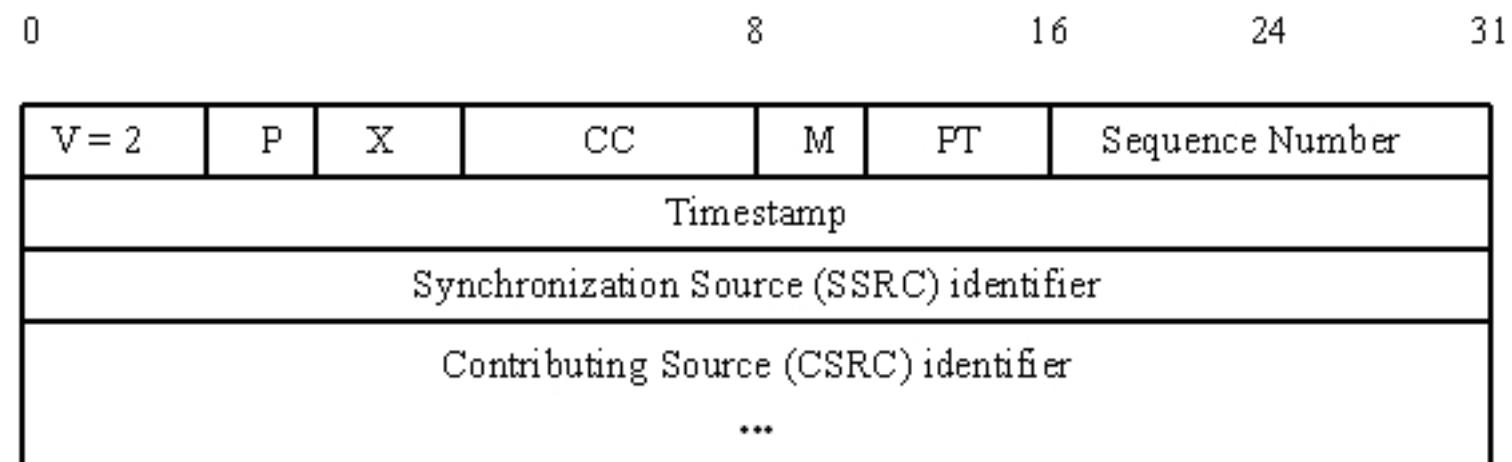 0 8 16 24 31
V = 2 P X CC M PT Sequence Number
Timestamp
Synchronization Source (SSRC) identifier
Contributing Source (CSRC) identifier
...